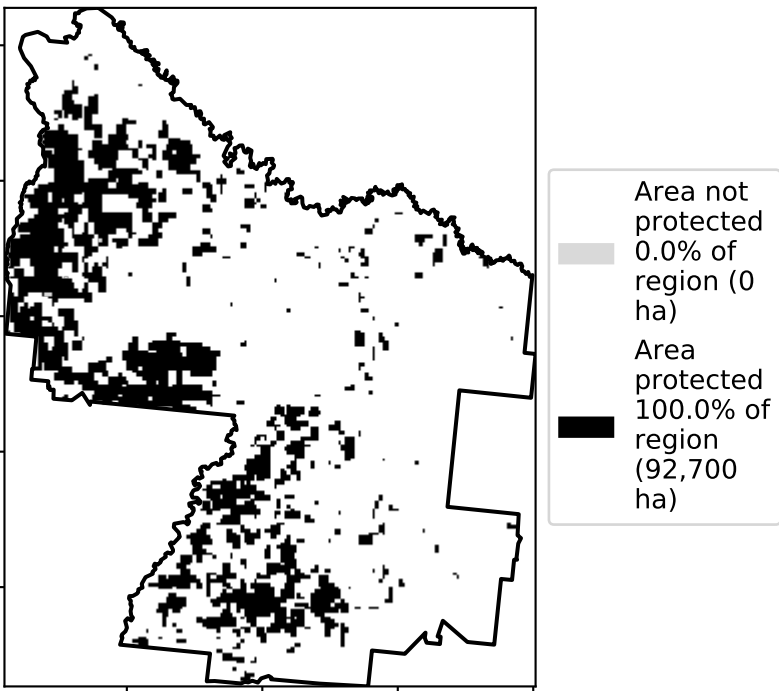 Area not
protected
0.0% of
region (0
ha)
Area
protected
100.0% of
region
(92,700
ha)